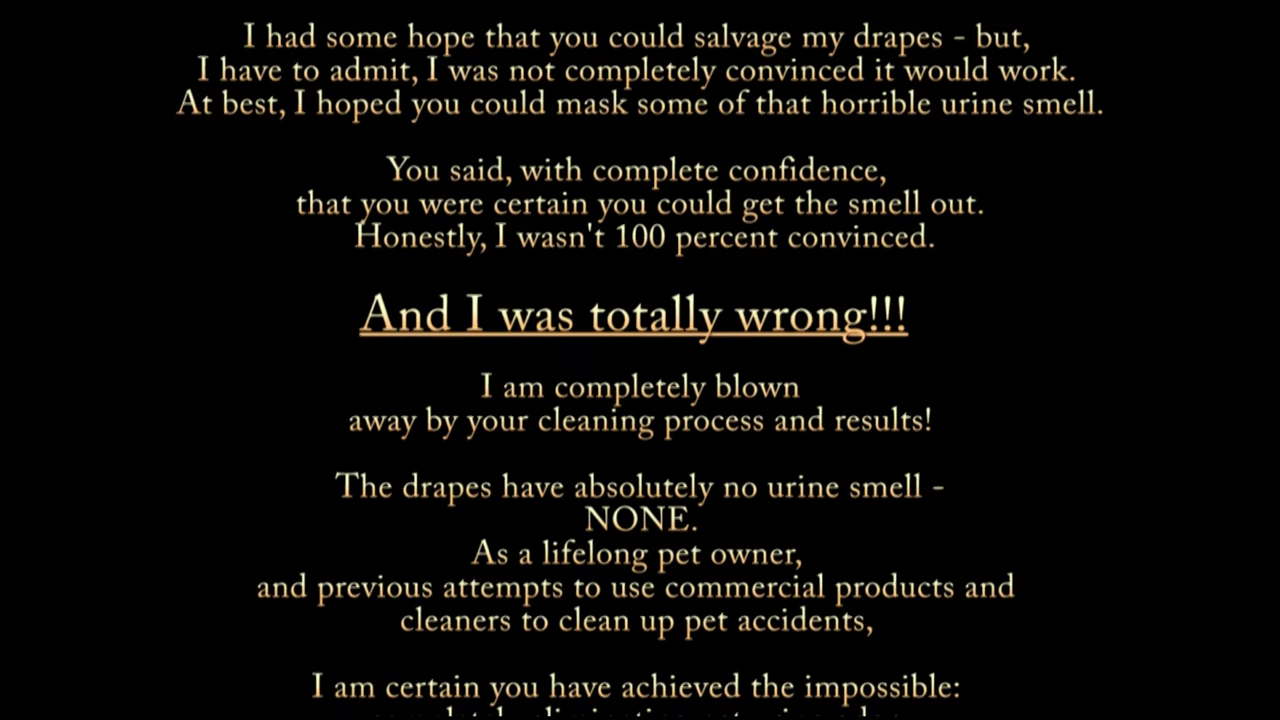 I had some hope that you could salvage my drapes - but,
I have to admit, I was not completely convinced it would work.
At best, I hoped you could mask some of that horrible urine smell.
You said, with complete confidence,
that you were certain you could get the smell out.
Honestly, I wasn't 100 percent convinced.
And I was totally wrong!!!
I am completely blown
away by your cleaning process and results!
The drapes have absolutely no urine smell -
NONE.
As a lifelong pet owner,
and previous attempts to use commercial products and
cleaners to clean up pet accidents,
I am certain you have achieved the impossible: